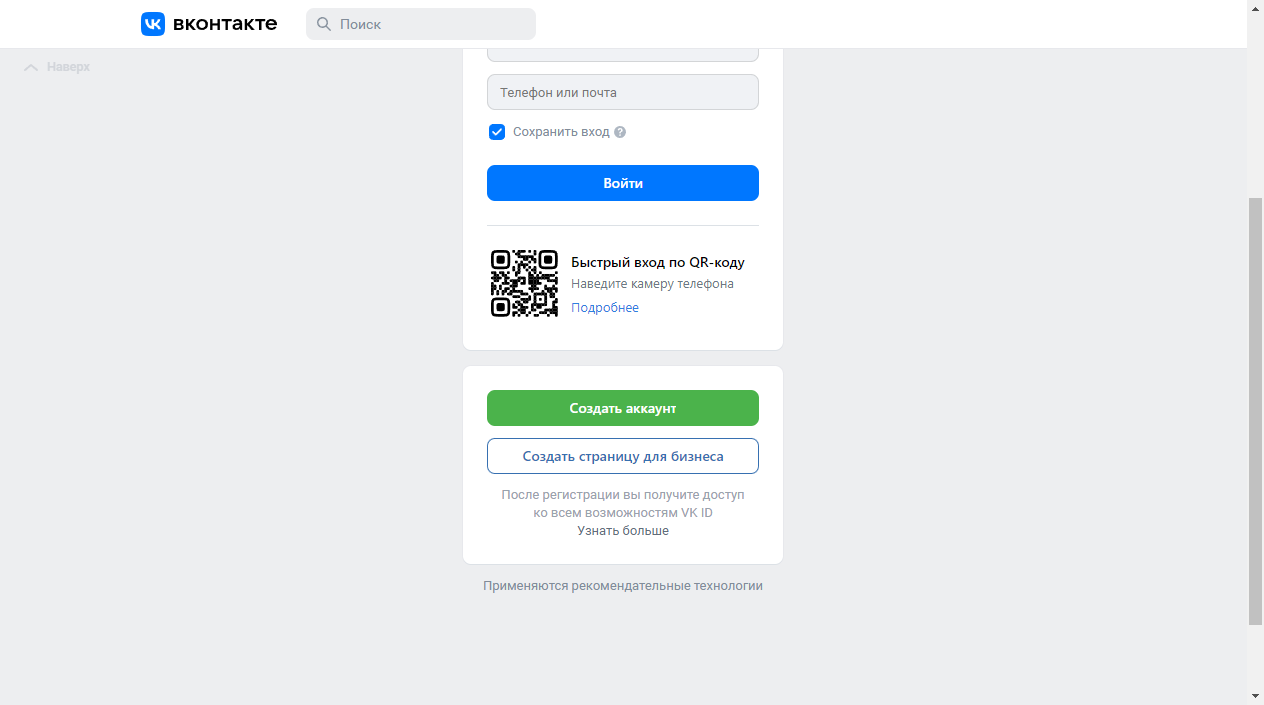 вконтакте
Поиск
Наверх
Телефон или почта
Сохранить вход
Войти
Быстрый вход по QR-коду
Наведите камеру телефона
Подробнее
Создать аккаунт
Создать страницу для бизнеса
После регистрации вы получите доступ
ко всем возможностям VK ID
Узнать больше
Применяются рекомендательные технологии